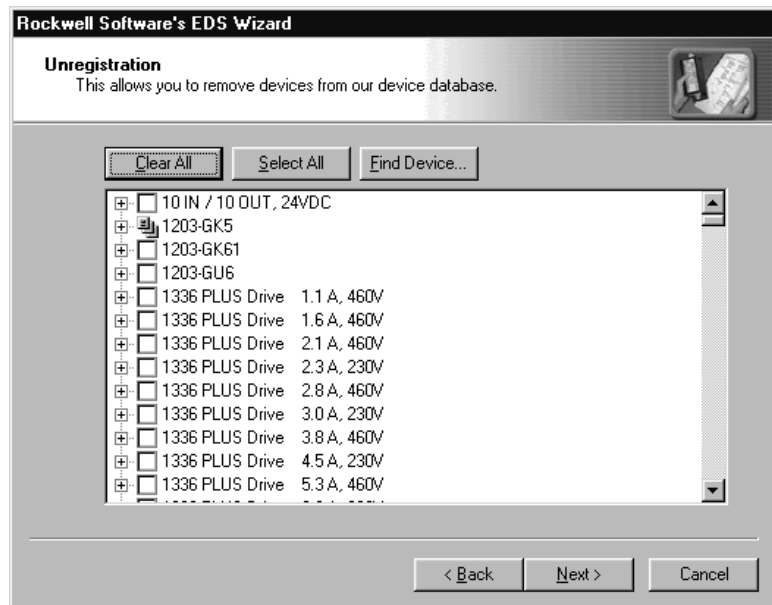 Rockwell Software's EDS Wizard
Unregistration
This allows you to remove devices from our device database.
Clear All Select All Find Device...
10 IN / 10 OUT, 24VDC
1203-GK5
1203-GK61
1203-GU6
1336 PLUS Drive 1.1 A, 460V
1336 PLUS Drive 1.6 A, 460V
1336 PLUS Drive 2.1 A, 460V
1336 PLUS Drive 2.3 A, 230V
1336 PLUS Drive 2.8 A, 460V
1336 PLUS Drive 3.0 A, 230V
1336 PLUS Drive 3.8 A, 460V
1336 PLUS Drive 4.5 A, 230V
1336 PLUS Drive 5.3 A, 460V
< Back Next > Cancel